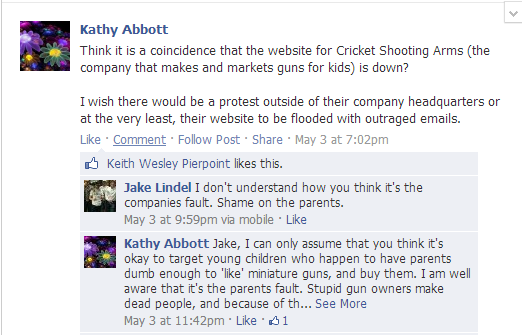 Kathy Abbott
Think it is a coincidence that the website for Cricket Shooting Arms (the
company that makes and markets guns for kids) is down?
I wish there would be a protest outside of their company headquarters or
at the very least, their website to be flooded with outraged emails.
Like · Comment · Follow Post · Share · May 3 at 7:02pm
Keith Wesley Pierpoint likes this.
Jake Lindel I don't understand how you think it's the
companies fault. Shame on the parents.
May 3 at 9:59pm via mobile · Like
Kathy Abbott Jake, I can only assume that you think it's
okay to target young children who happen to have parents
dumb enough to 'like' miniature guns, and buy them. I am well
aware that it's the parents fault. Stupid gun owners make
dead people, and because of th... See More
May 3 at 11:42pm · Like · 1